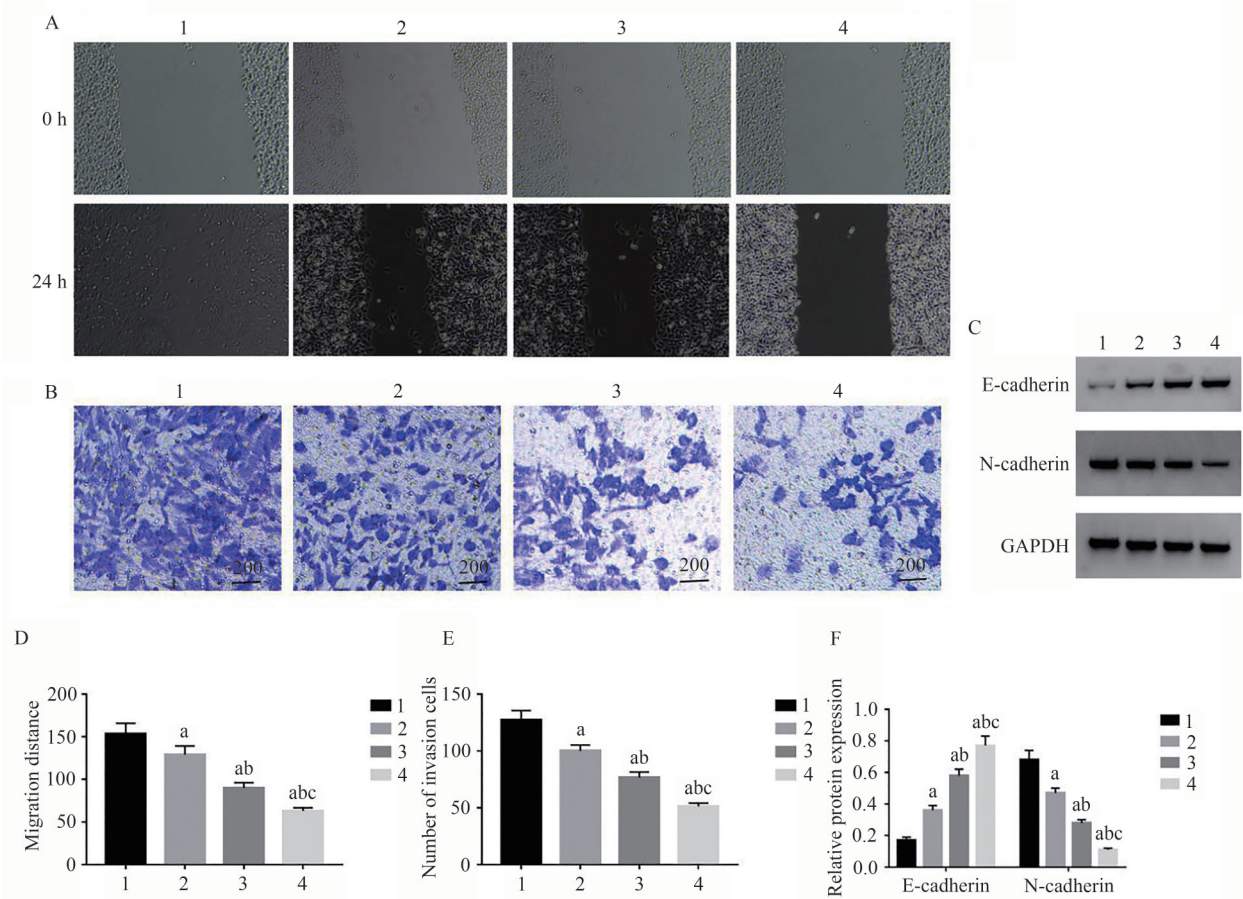 A
1 2 3 4
0 h
24 h
B
1 2 3 4
200 200 200 200
C
1 2 3 4
E-cadherin
N-cadherin
GAPDH
D
Migration distance
200
150
100
50
0
a
ab
abc
1 2 3 4
1
2
3
4
E
Number of invasion cells
150
100
50
0
a
ab
abc
1 2 3 4
1
2
3
4
F
Relative protein expression
1.0
0.8
0.6
0.4
0.2
0.0
a
ab
abc
a
ab
abc
E-cadherin N-cadherin
1
2
3
4